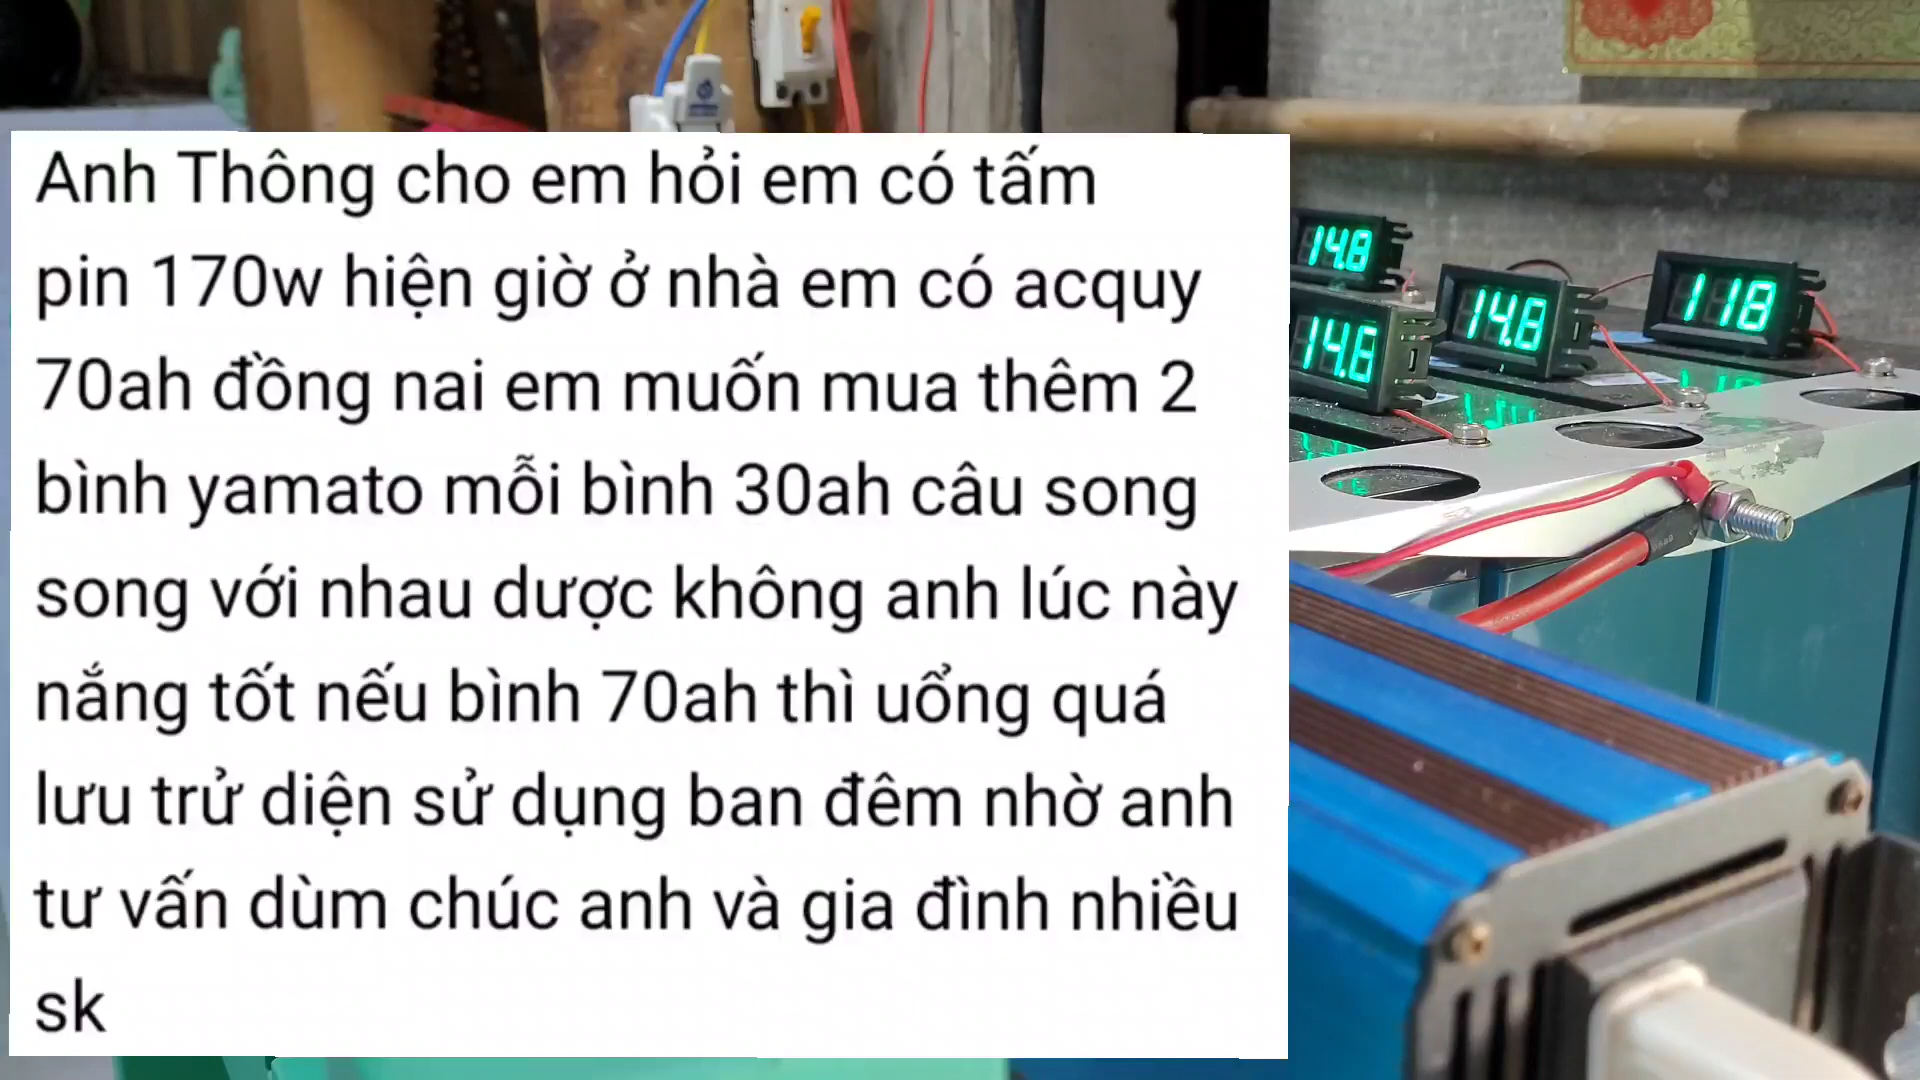 Anh Thông cho em hỏi em có tấm
pin 170w hiện giờ ở nhà em có acquy
70ah đồng nai em muốn mua thêm 2
bình yamato mỗi bình 30ah câu song
song với nhau dược không anh lúc này
nắng tốt nếu bình 70ah thì uổng quá
lưu trử diện sử dụng ban đêm nhờ anh
tư vấn dùm chúc anh và gia đình nhiều
sk
14.8
14.8
118
14.6